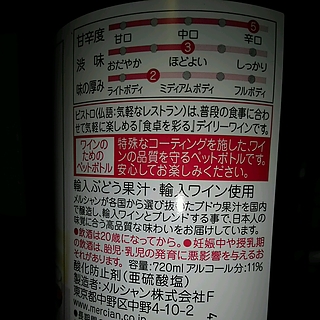 甘辛度 5
甘口 中口 辛口
渋味 3
おだやか ほどよい しっかり
味の厚み 2
ライトボディ ミディアムボディ フルボディ
ビストロ(仏語:気軽なレストラン)は、普段の食事に合わ
せて気軽に楽しめる「食卓を彩る」デイリーワインです。
ワインの
ための
ペットボトル
特殊なコーティングを施した、ワイ
ンの品質を守るペットボトルです。
安心してお楽しみください。
輸入ぶどう果汁・輸入ワイン使用
メルシャンが各国から選び抜いたブドウ果汁を国内
で醸造し、輸入ワインとブレンドする事で、日本人の
味覚に合う高品質な味わいをお届けしています。
●飲酒は20歳になってから。●妊娠中や授乳期
の飲酒は、胎児・乳児の発育に悪影響を与えるお
それがあります。 容量:720ml アルコール分:11%
酸化防止剤(亜硫酸塩)
製造者:メルシャン株式会社F
東京都中野区中野4-10-2
www.mercian.co.jp